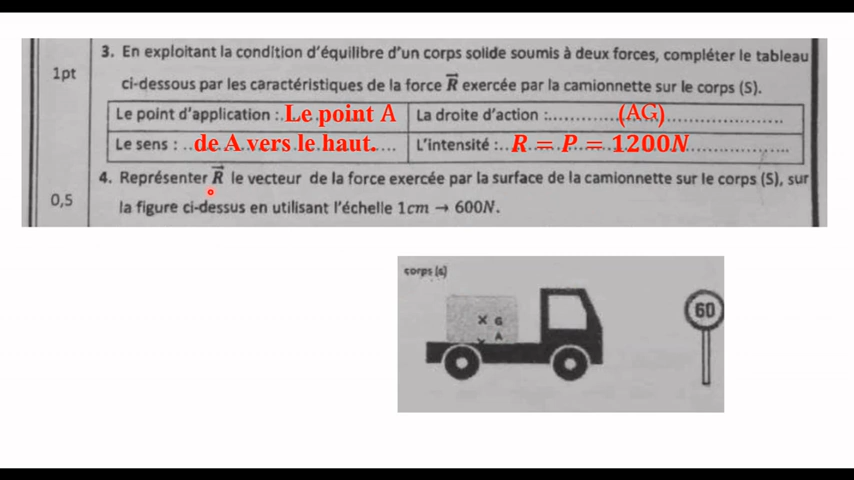 3. En exploitant la condition d'équilibre d'un corps solide soumis à deux forces, compléter le tableau
1pt
ci-dessous par les caractéristiques de la force R exercée par la camionnette sur le corps (S).
Le point d'application : Le point A
La droite d'action :..............(AG)..............................
Le sens : ..de A vers le haut. ...
L'intensité :..R = P = 1200N......................
4. Représenter R le vecteur de la force exercée par la surface de la camionnette sur le corps (S), sur
0,5
la figure ci-dessus en utilisant l'échelle 1cm → 600N.
corps (s)
G
A
60